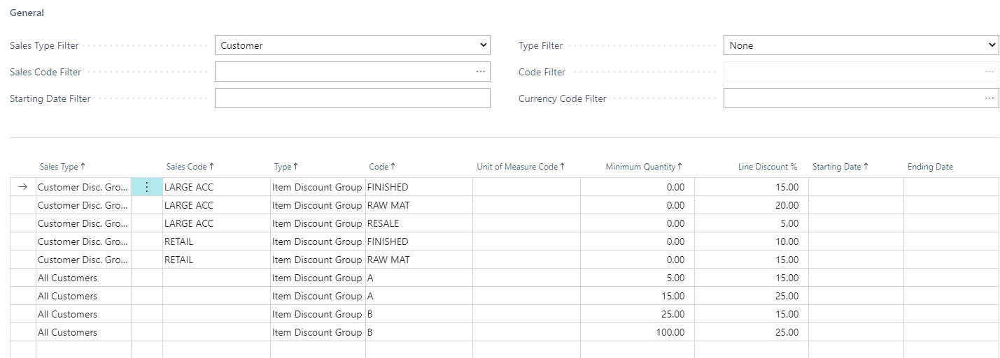 General
Sales Type Filter Customer Type Filter None
Sales Code Filter ... Code Filter ...
Starting Date Filter Currency Code Filter ...
Sales Type ↑ Sales Code ↑ Type ↑ Code ↑ Unit of Measure Code ↑ Minimum Quantity ↑ Line Discount % Starting Date ↑ Ending Date
→ Customer Disc. Gro... ⋮ LARGE ACC Item Discount Group FINISHED 0.00 15.00
Customer Disc. Gro... LARGE ACC Item Discount Group RAW MAT 0.00 20.00
Customer Disc. Gro... LARGE ACC Item Discount Group RESALE 0.00 5.00
Customer Disc. Gro... RETAIL Item Discount Group FINISHED 0.00 10.00
Customer Disc. Gro... RETAIL Item Discount Group RAW MAT 0.00 15.00
All Customers Item Discount Group A 5.00 15.00
All Customers Item Discount Group A 15.00 25.00
All Customers Item Discount Group B 25.00 15.00
All Customers Item Discount Group B 100.00 25.00